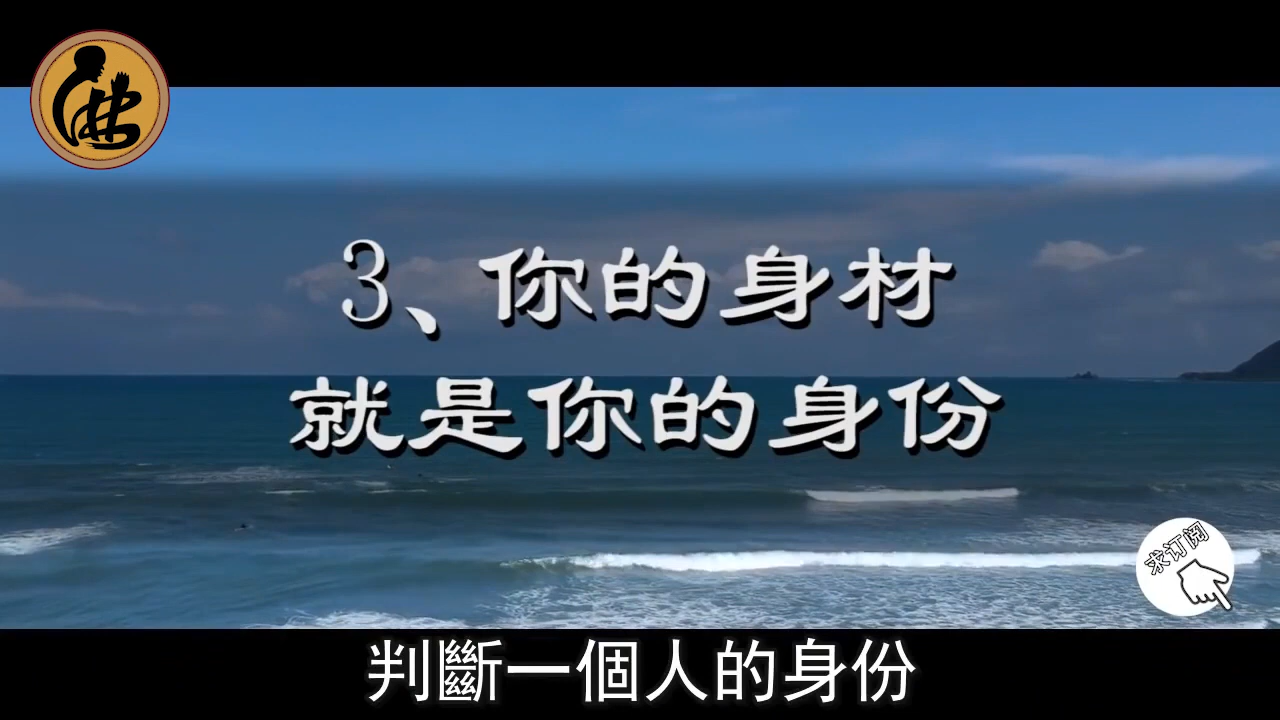 佛
3、你的身材
就是你的身份
求订阅
判斷一個人的身份